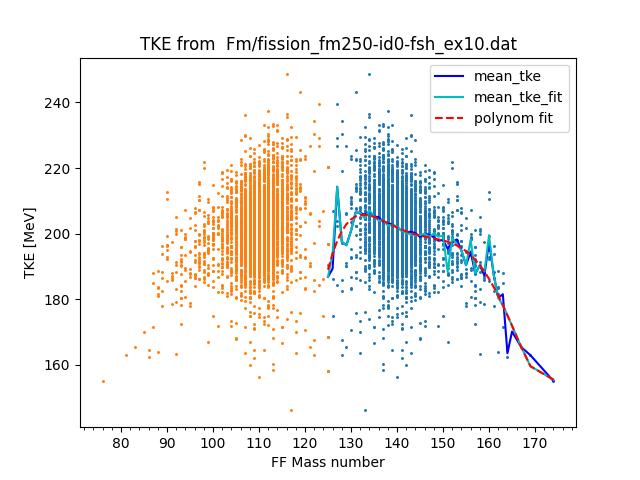 TKE from  Fm/fission_fm250-id0-fsh_ex10.dat
mean_tke
mean_tke_fit
polynom fit
TKE [MeV]
240
220
200
180
160
80 90 100 110 120 130 140 150 160 170
FF Mass number